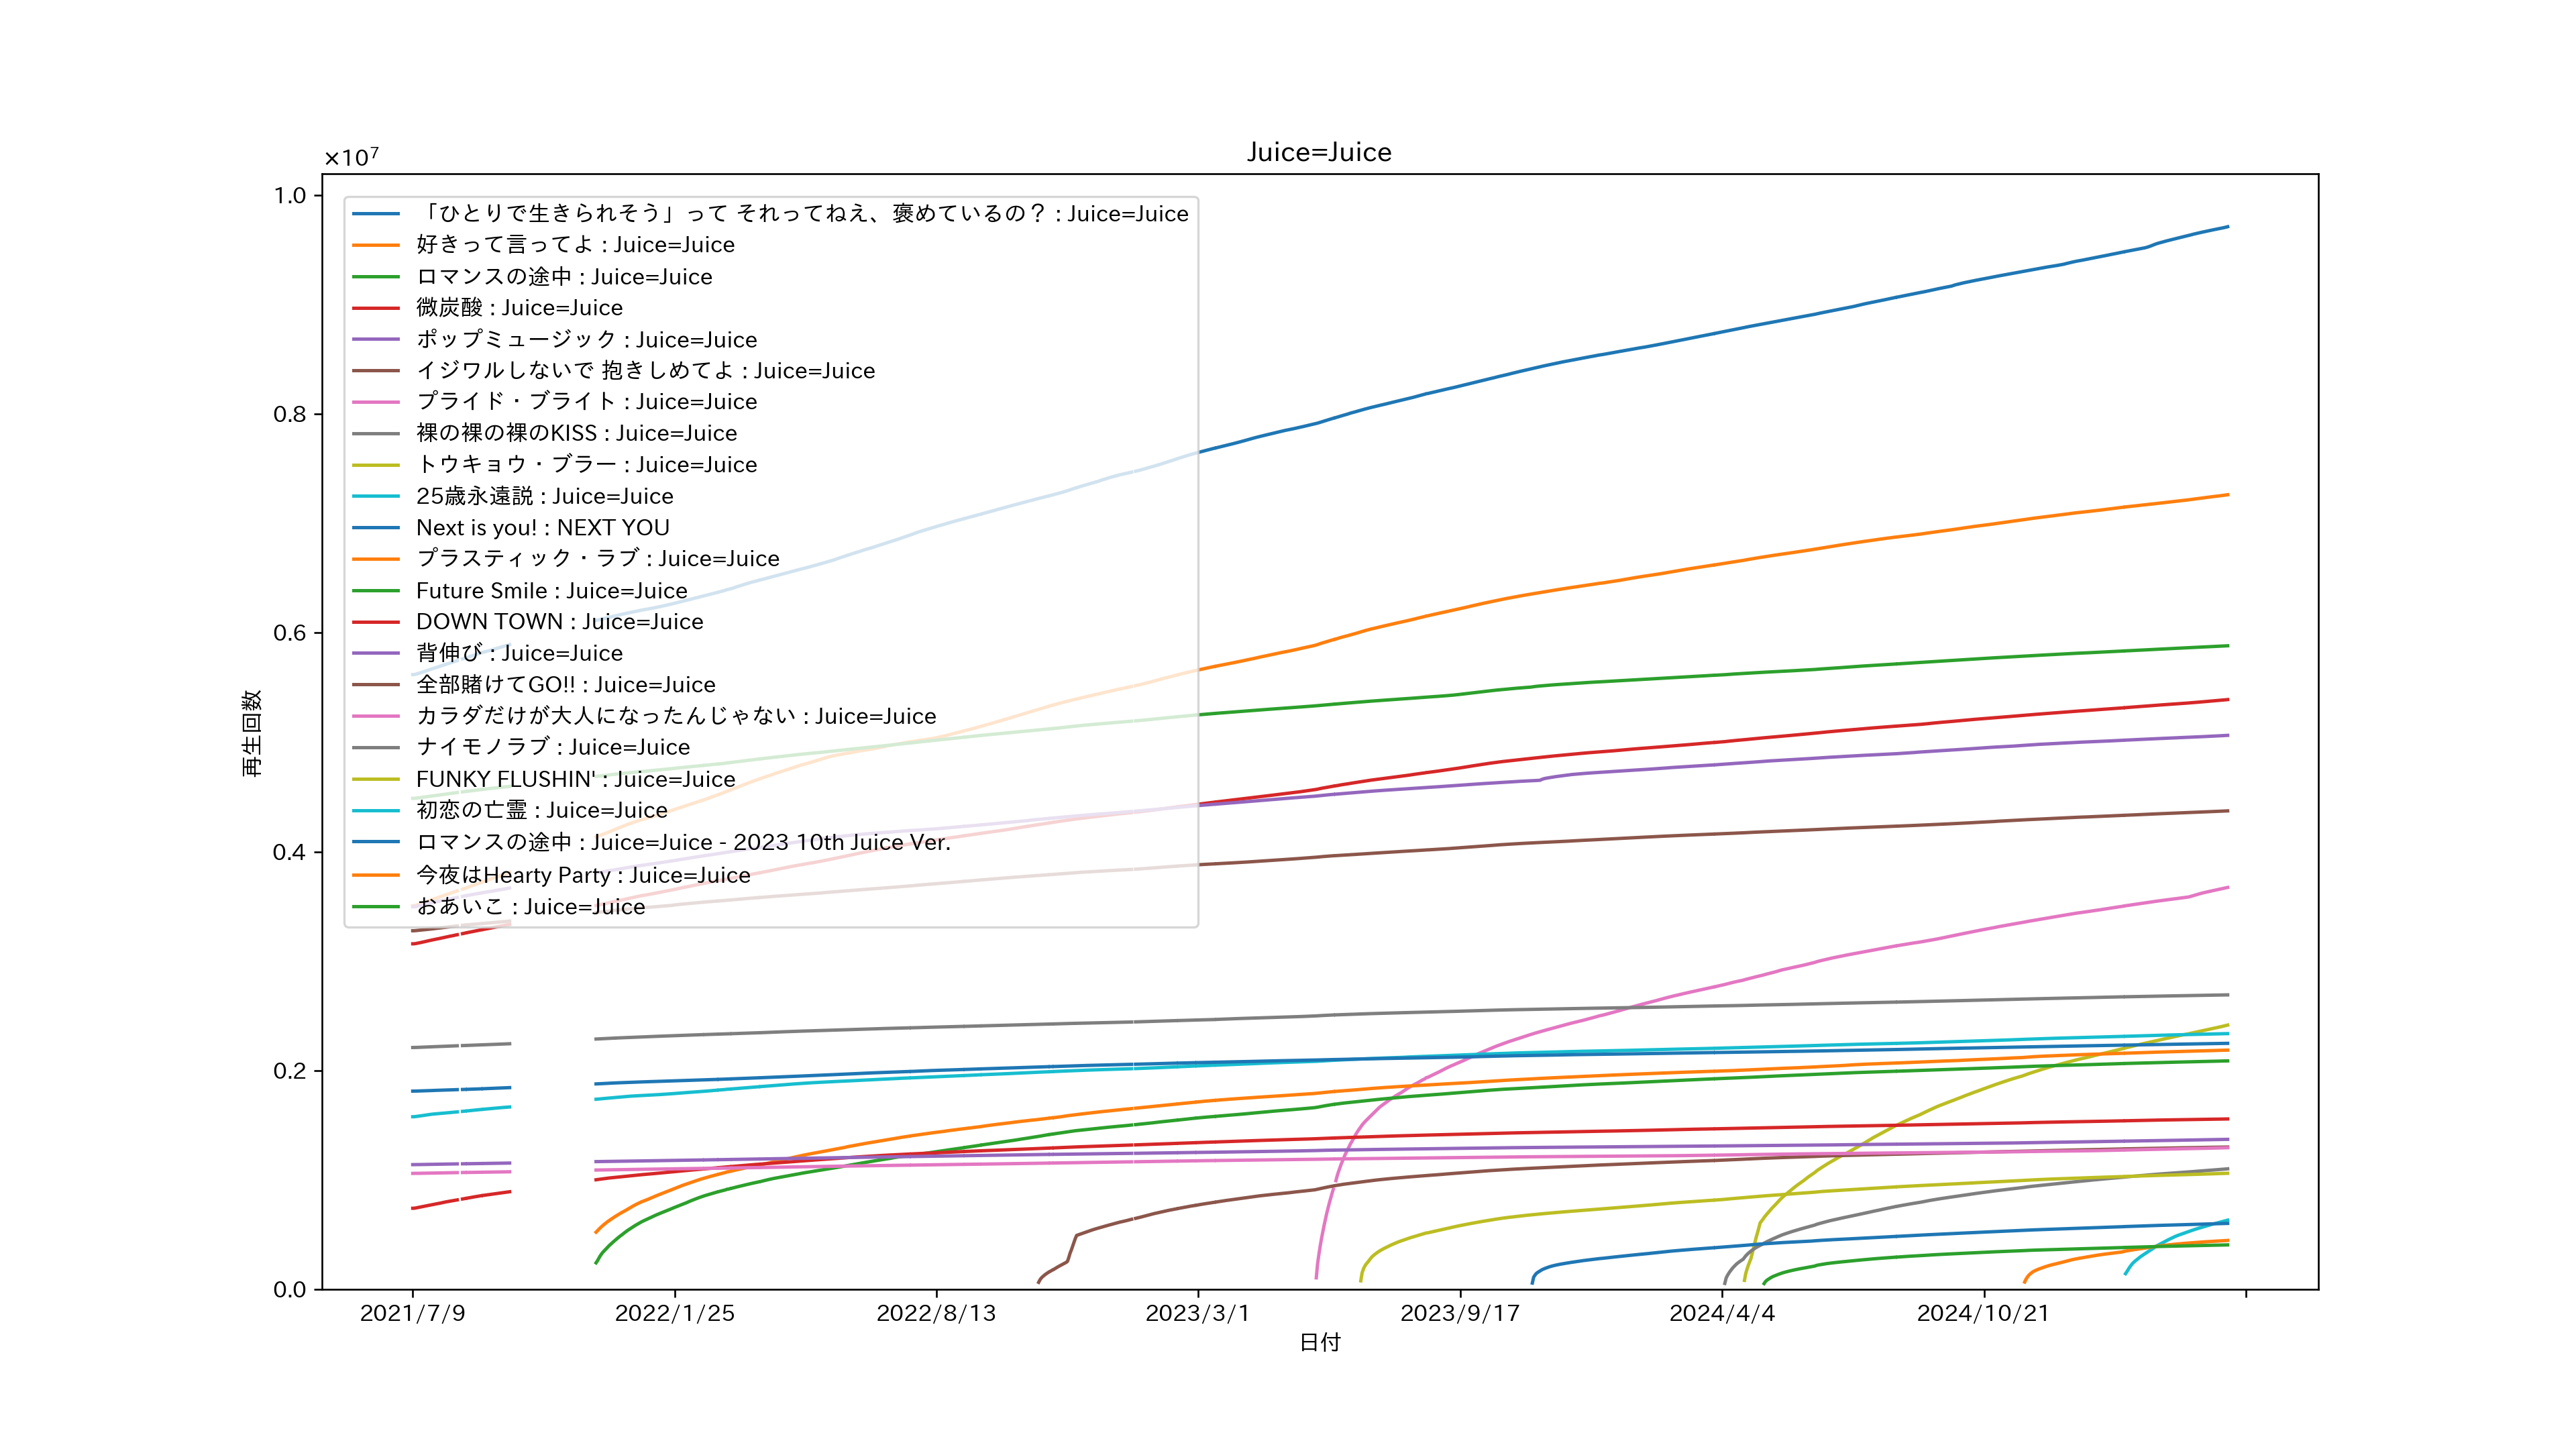 Juice=Juice
×10⁷
1.0
0.8
0.6
0.4
0.2
0.0
再生回数
「ひとりで生きられそう」って それってねえ、褒めているの？ : Juice=Juice
好きって言ってよ : Juice=Juice
ロマンスの途中 : Juice=Juice
微炭酸 : Juice=Juice
ポップミュージック : Juice=Juice
イジワルしないで 抱きしめてよ : Juice=Juice
プライド・ブライト : Juice=Juice
裸の裸の裸のKISS : Juice=Juice
トウキョウ・ブラー : Juice=Juice
25歳永遠説 : Juice=Juice
Next is you! : NEXT YOU
プラスティック・ラブ : Juice=Juice
Future Smile : Juice=Juice
DOWN TOWN : Juice=Juice
背伸び : Juice=Juice
全部賭けてGO!! : Juice=Juice
カラダだけが大人になったんじゃない : Juice=Juice
ナイモノラブ : Juice=Juice
FUNKY FLUSHIN' : Juice=Juice
初恋の亡霊 : Juice=Juice
ロマンスの途中 : Juice=Juice - 2023 10th Juice Ver.
今夜はHearty Party : Juice=Juice
おあいこ : Juice=Juice
2021/7/9 2022/1/25 2022/8/13 2023/3/1 2023/9/17 2024/4/4 2024/10/21
日付